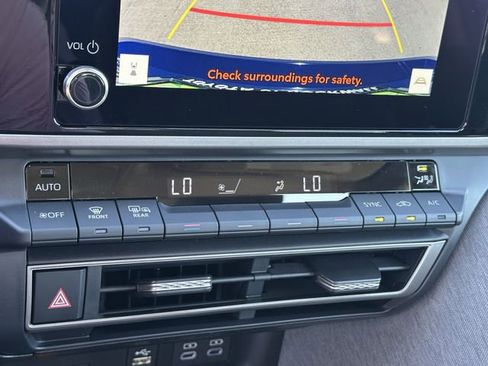 VOL
Check surroundings for safety.
AUTO
LO
LO
OFF
FRONT
REAR
SYNC
A/C